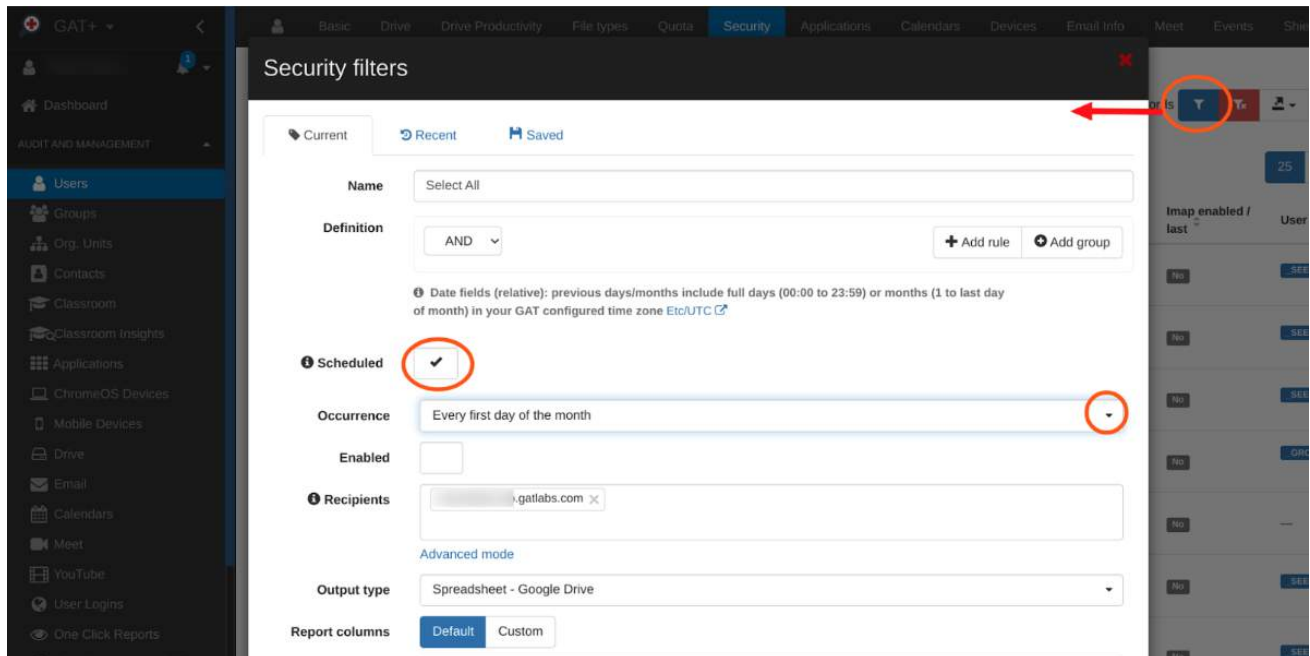 GAT+
Basic Drive Drive Productivity File types Quota Security Applications Calendars Devices Email Info Meet Events
1
Security filters
Dashboard
AUDIT AND MANAGEMENT
Current Recent Saved
25
Users
Name Select All
Groups
Imap enabled / last
User
Definition AND Add rule Add group
Org. Units
Contacts
No
Date fields (relative): previous days/months include full days (00:00 to 23:59) or months (1 to last day
of month) in your GAT configured time zone Etc/UTC
Classroom
Classroom Insights
No
Scheduled
Applications
ChromeOS Devices
No
Occurrence Every first day of the month
Mobile Devices
Enabled
Drive
No
Email
Recipients .gatlabs.com
Calendars
No
—
Meet
Advanced mode
YouTube
Output type Spreadsheet - Google Drive
No
User Logins
Report columns Default Custom
One Click Reports